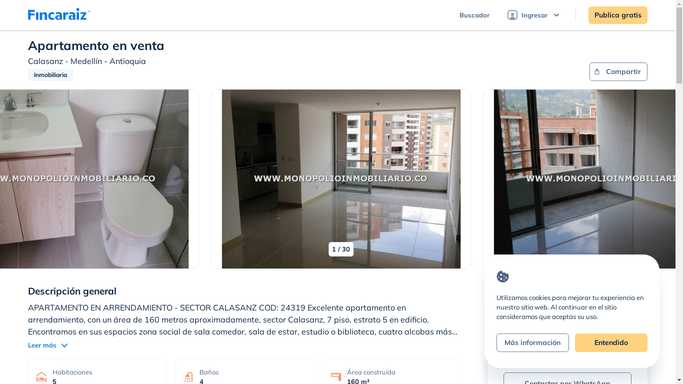 Fincaraiz
Buscador
Ingresar
Publica gratis
Apartamento en venta
Calasanz - Medellín - Antioquia
Inmobiliaria
Compartir
WWW.MONOPOLIOINMOBILIARIO.CO
WWW.MONOPOLIOINMOBILIARIO.CO
WWW.MONOPOLIOINMOBILIAR
1 / 30
Descripción general
APARTAMENTO EN ARRENDAMIENTO - SECTOR CALASANZ COD: 24319 Excelente apartamento en
arrendamiento, con un área de 160 metros aproximadamente, sector Calasanz, 7 piso, estrato 5 en edificio.
Encontramos en sus espacios zona social de sala comedor, sala de estar, estudio o biblioteca, cuatro alcobas más...
Leer más
Habitaciones
5
Baños
4
Área construida
160 m²
Utilizamos cookies para mejorar tu experiencia en
nuestro sitio web. Al continuar en el sitio
consideramos que aceptas su uso.
Más información
Entendido
Contactar por WhatsApp